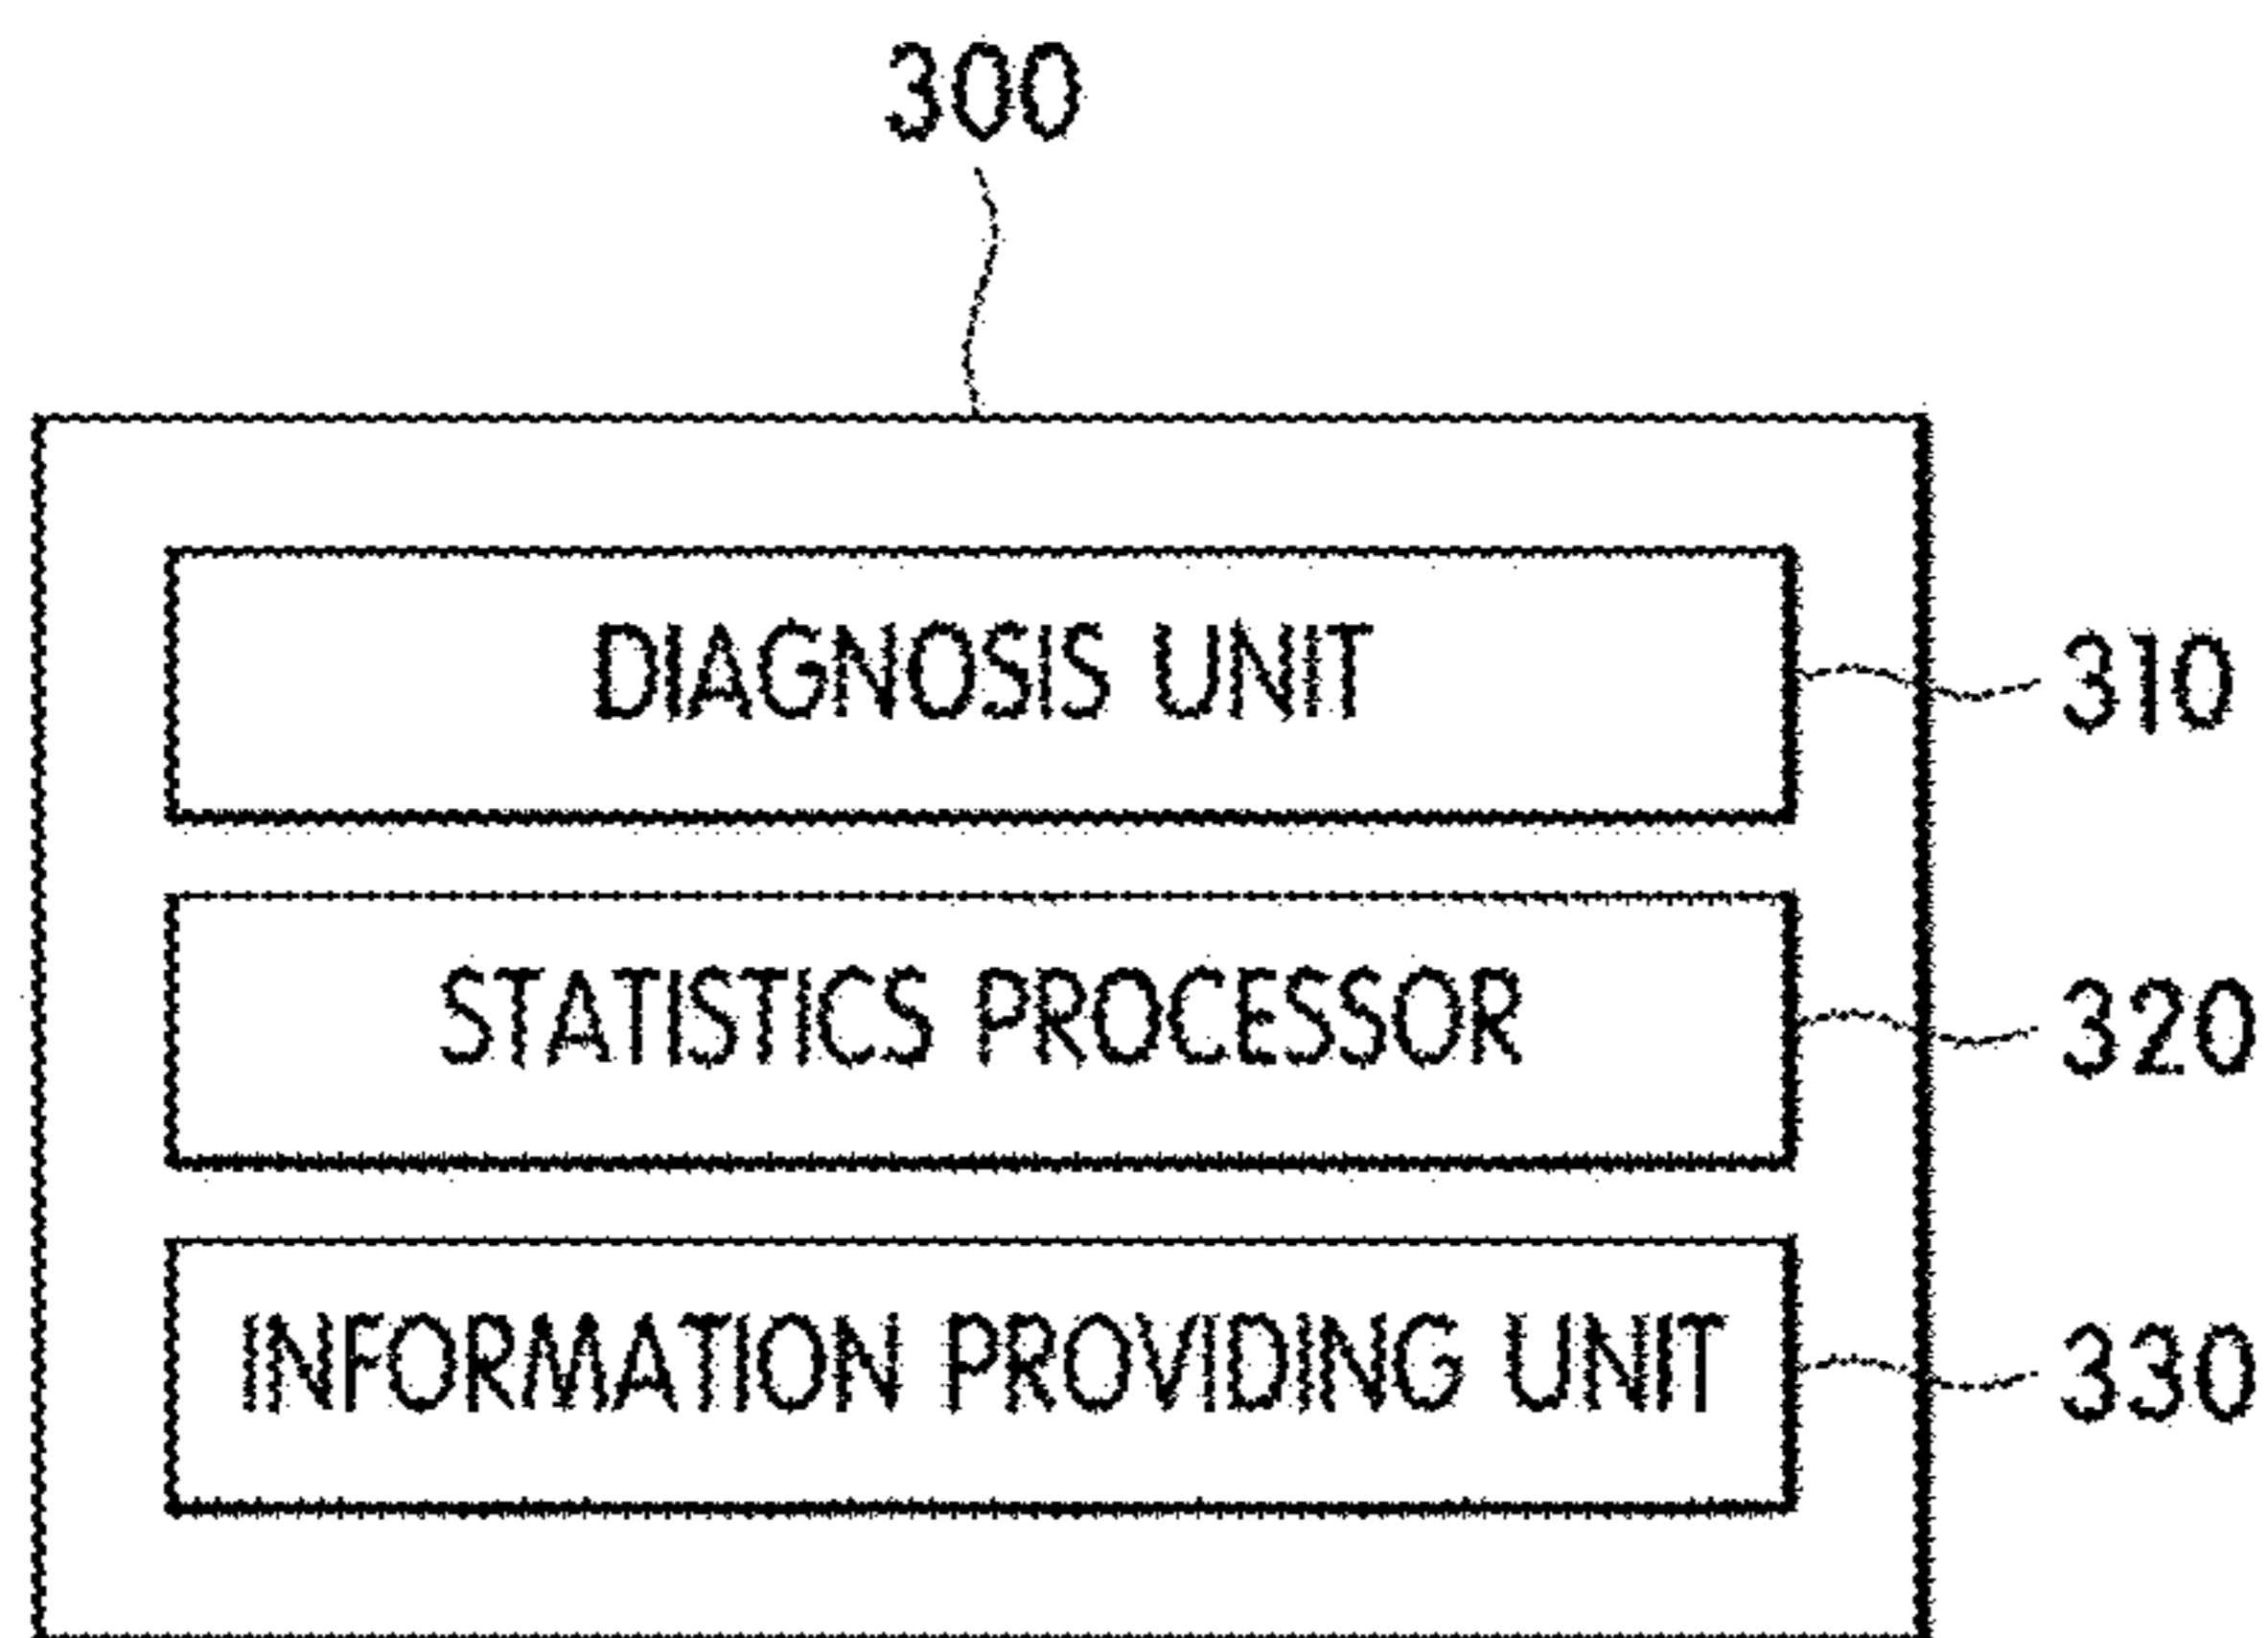 300
DIAGNOSIS UNIT
310
STATISTICS PROCESSOR
320
INFORMATION PROVIDING UNIT
330